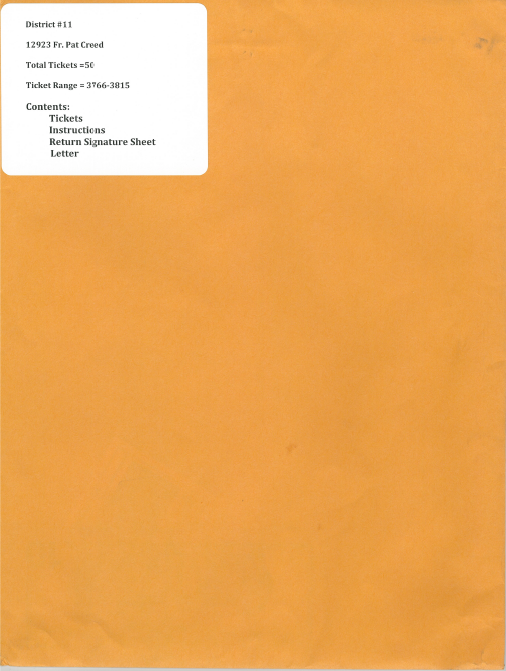 District #11
12923 Fr. Pat Creed
Total Tickets =50
Ticket Range = 3766-3815
Contents:
Tickets
Instructions
Return Signature Sheet
Letter